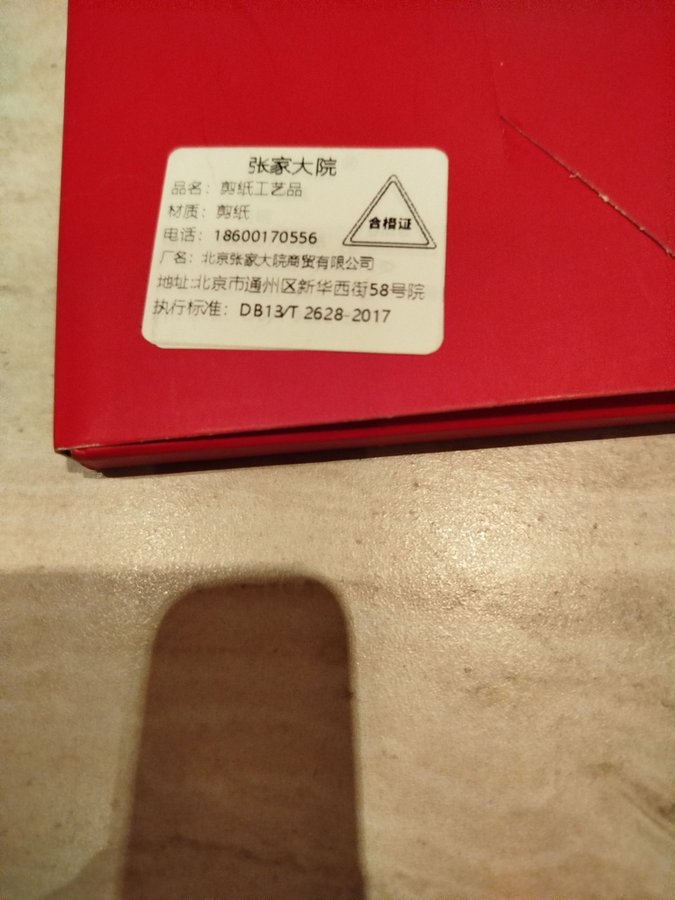 张家大院
品名：剪纸工艺品
材质：剪纸
合格证
电话：18600170556
厂名：北京张家大院商贸有限公司
地址:北京市通州区新华西街58号院
执行标准：DB13/T 2628-2017